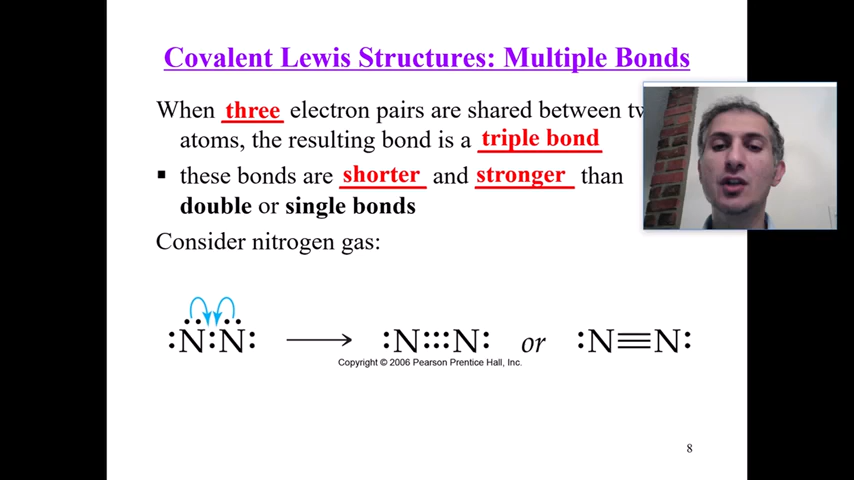 Covalent Lewis Structures: Multiple Bonds
When three electron pairs are shared between
atoms, the resulting bond is a triple bond
▪ these bonds are shorter and stronger than
double or single bonds
Consider nitrogen gas:
:N:N: → :N:::N: or :N≡N:
Copyright © 2006 Pearson Prentice Hall, Inc.
8